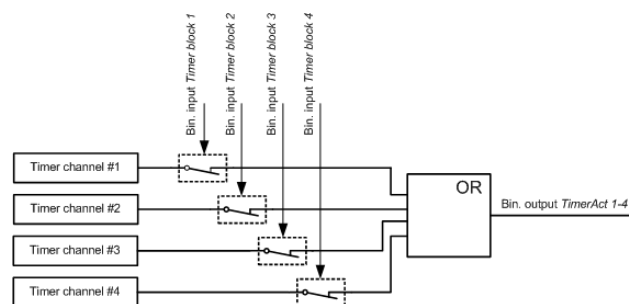 Bin. input Timer block 1
Bin. input Timer block 2
Bin. input Timer block 3
Bin. input Timer block 4
Timer channel #1
Timer channel #2
Timer channel #3
Timer channel #4
OR
Bin. output TimerAct 1-4